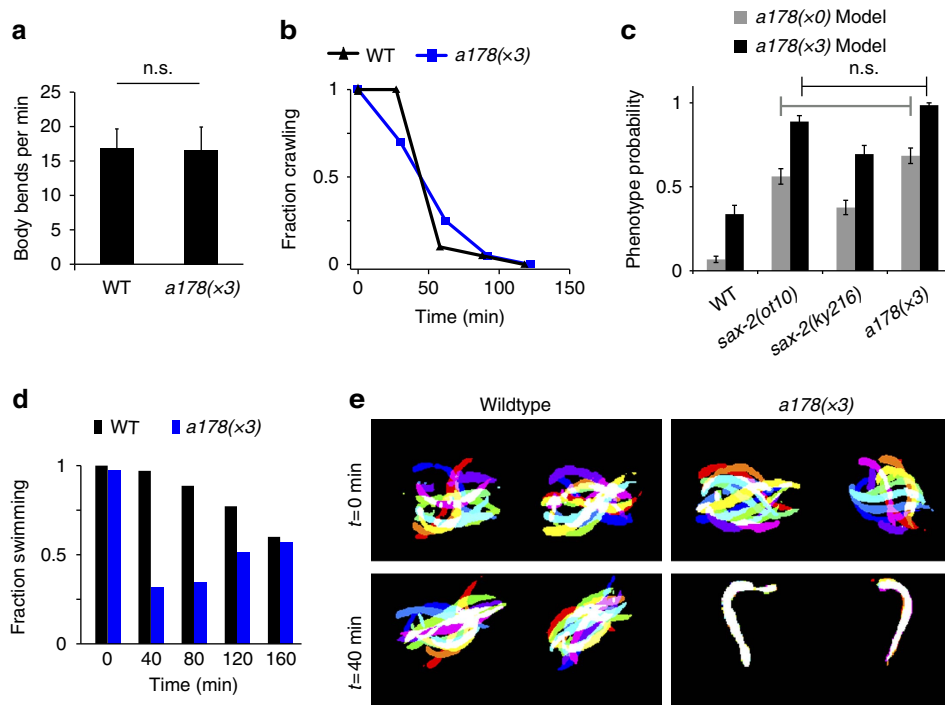 a
n.s.
Body bends per min
25
20
15
10
5
0
WT
a178(×3)
b
WT
a178(×3)
Fraction crawling
1
0.5
0
0
50
100
150
Time (min)
c
a178(×0) Model
a178(×3) Model
n.s.
Phenotype probability
1
0.5
0
WT
sax-2(ot10)
sax-2(ky216)
a178(×3)
d
WT
a178(×3)
Fraction swimming
1
0.5
0
0
40
80
120
160
Time (min)
e
Wildtype
a178(×3)
t=0 min
t=40 min